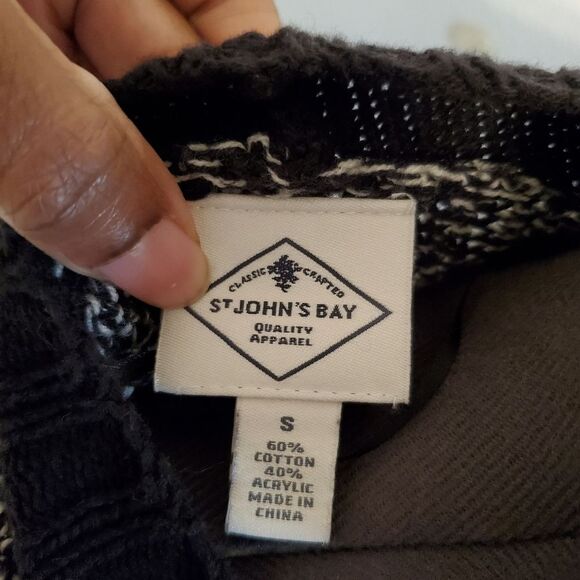 CLASSIC CRAFTED
ST JOHN'S BAY
QUALITY
APPAREL
S
60%
COTTON
40%
ACRYLIC
MADE IN
CHINA